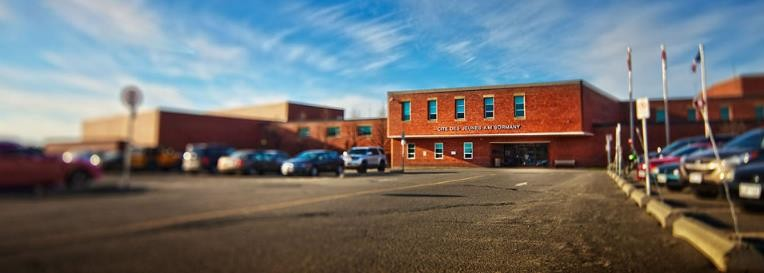 CITE DES JEUNES A.M. SORMANY